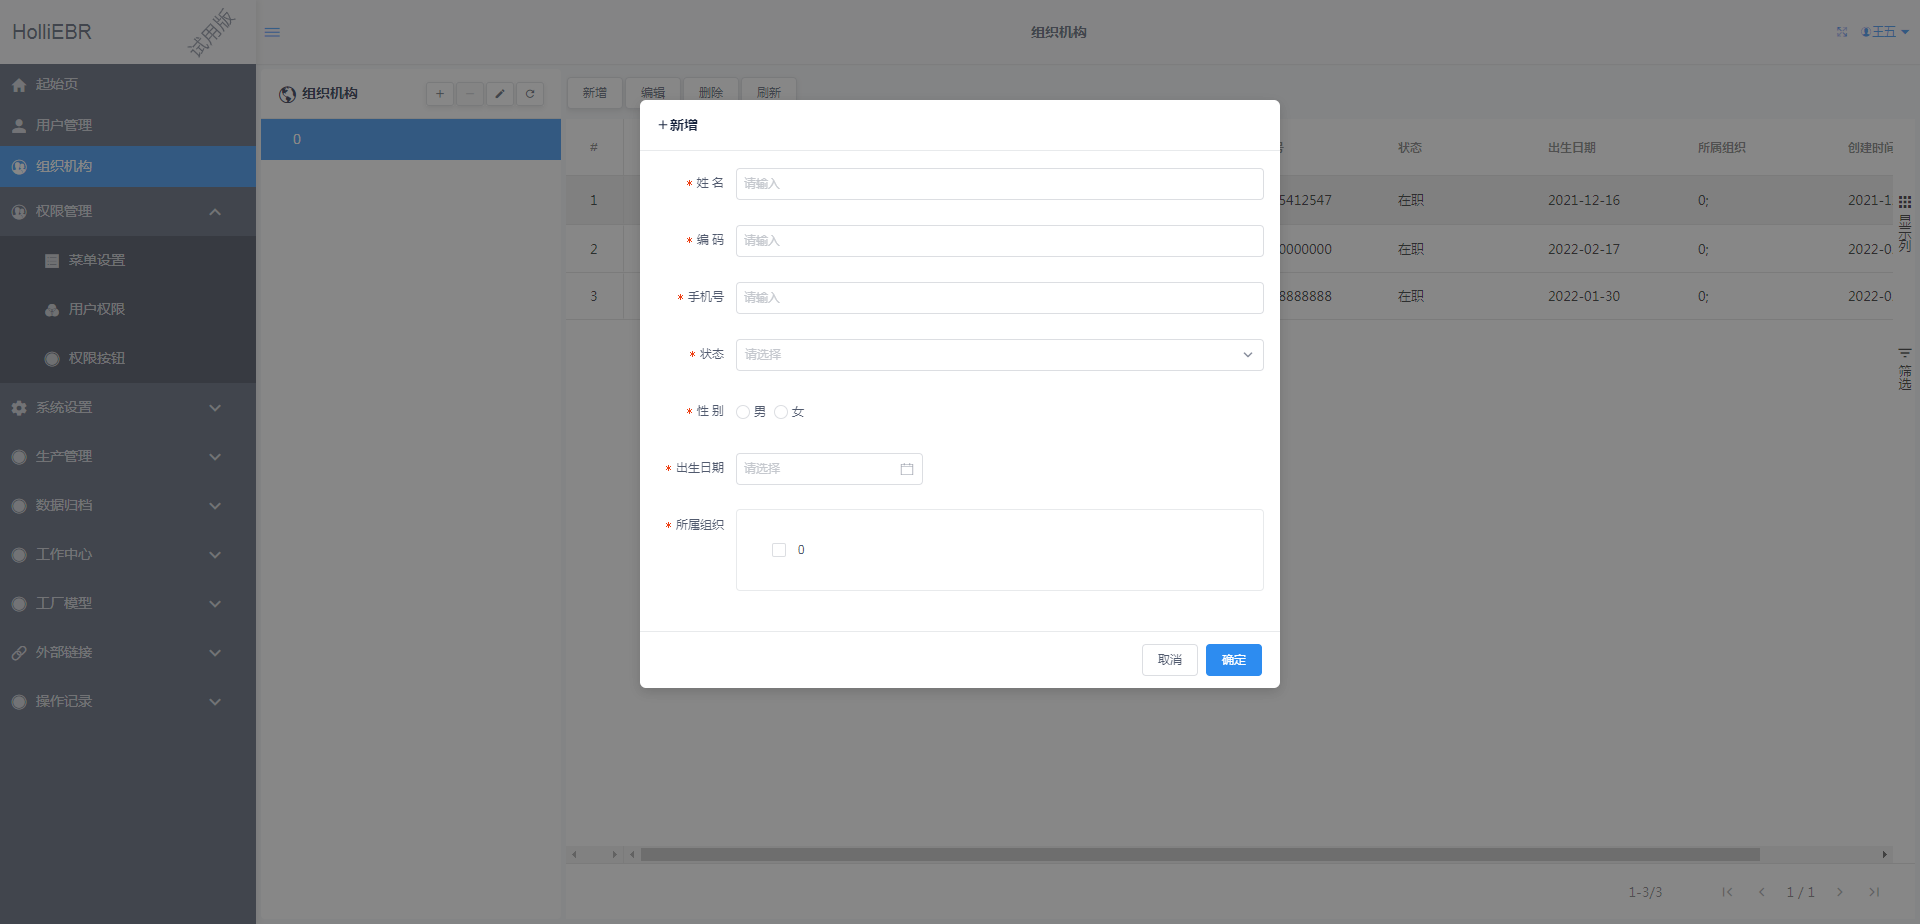 HolliEBR
试用版
组织机构
王五
起始页
用户管理
组织机构
权限管理
菜单设置
用户权限
权限按钮
系统设置
生产管理
数据归档
工作中心
工厂模型
外部链接
操作记录
组织机构
0
新增 编辑 删除 刷新
# 状态 出生日期 所属组织 创建时间
1 5412547 在职 2021-12-16 0; 2021-1
2 0000000 在职 2022-02-17 0; 2022-0
3 8888888 在职 2022-01-30 0; 2022-0
显示列
筛选
+新增
* 姓 名 请输入
* 编 码 请输入
* 手机号 请输入
* 状态 请选择
* 性 别 男 女
* 出生日期 请选择
* 所属组织
0
取消 确定
1-3/3 1 / 1